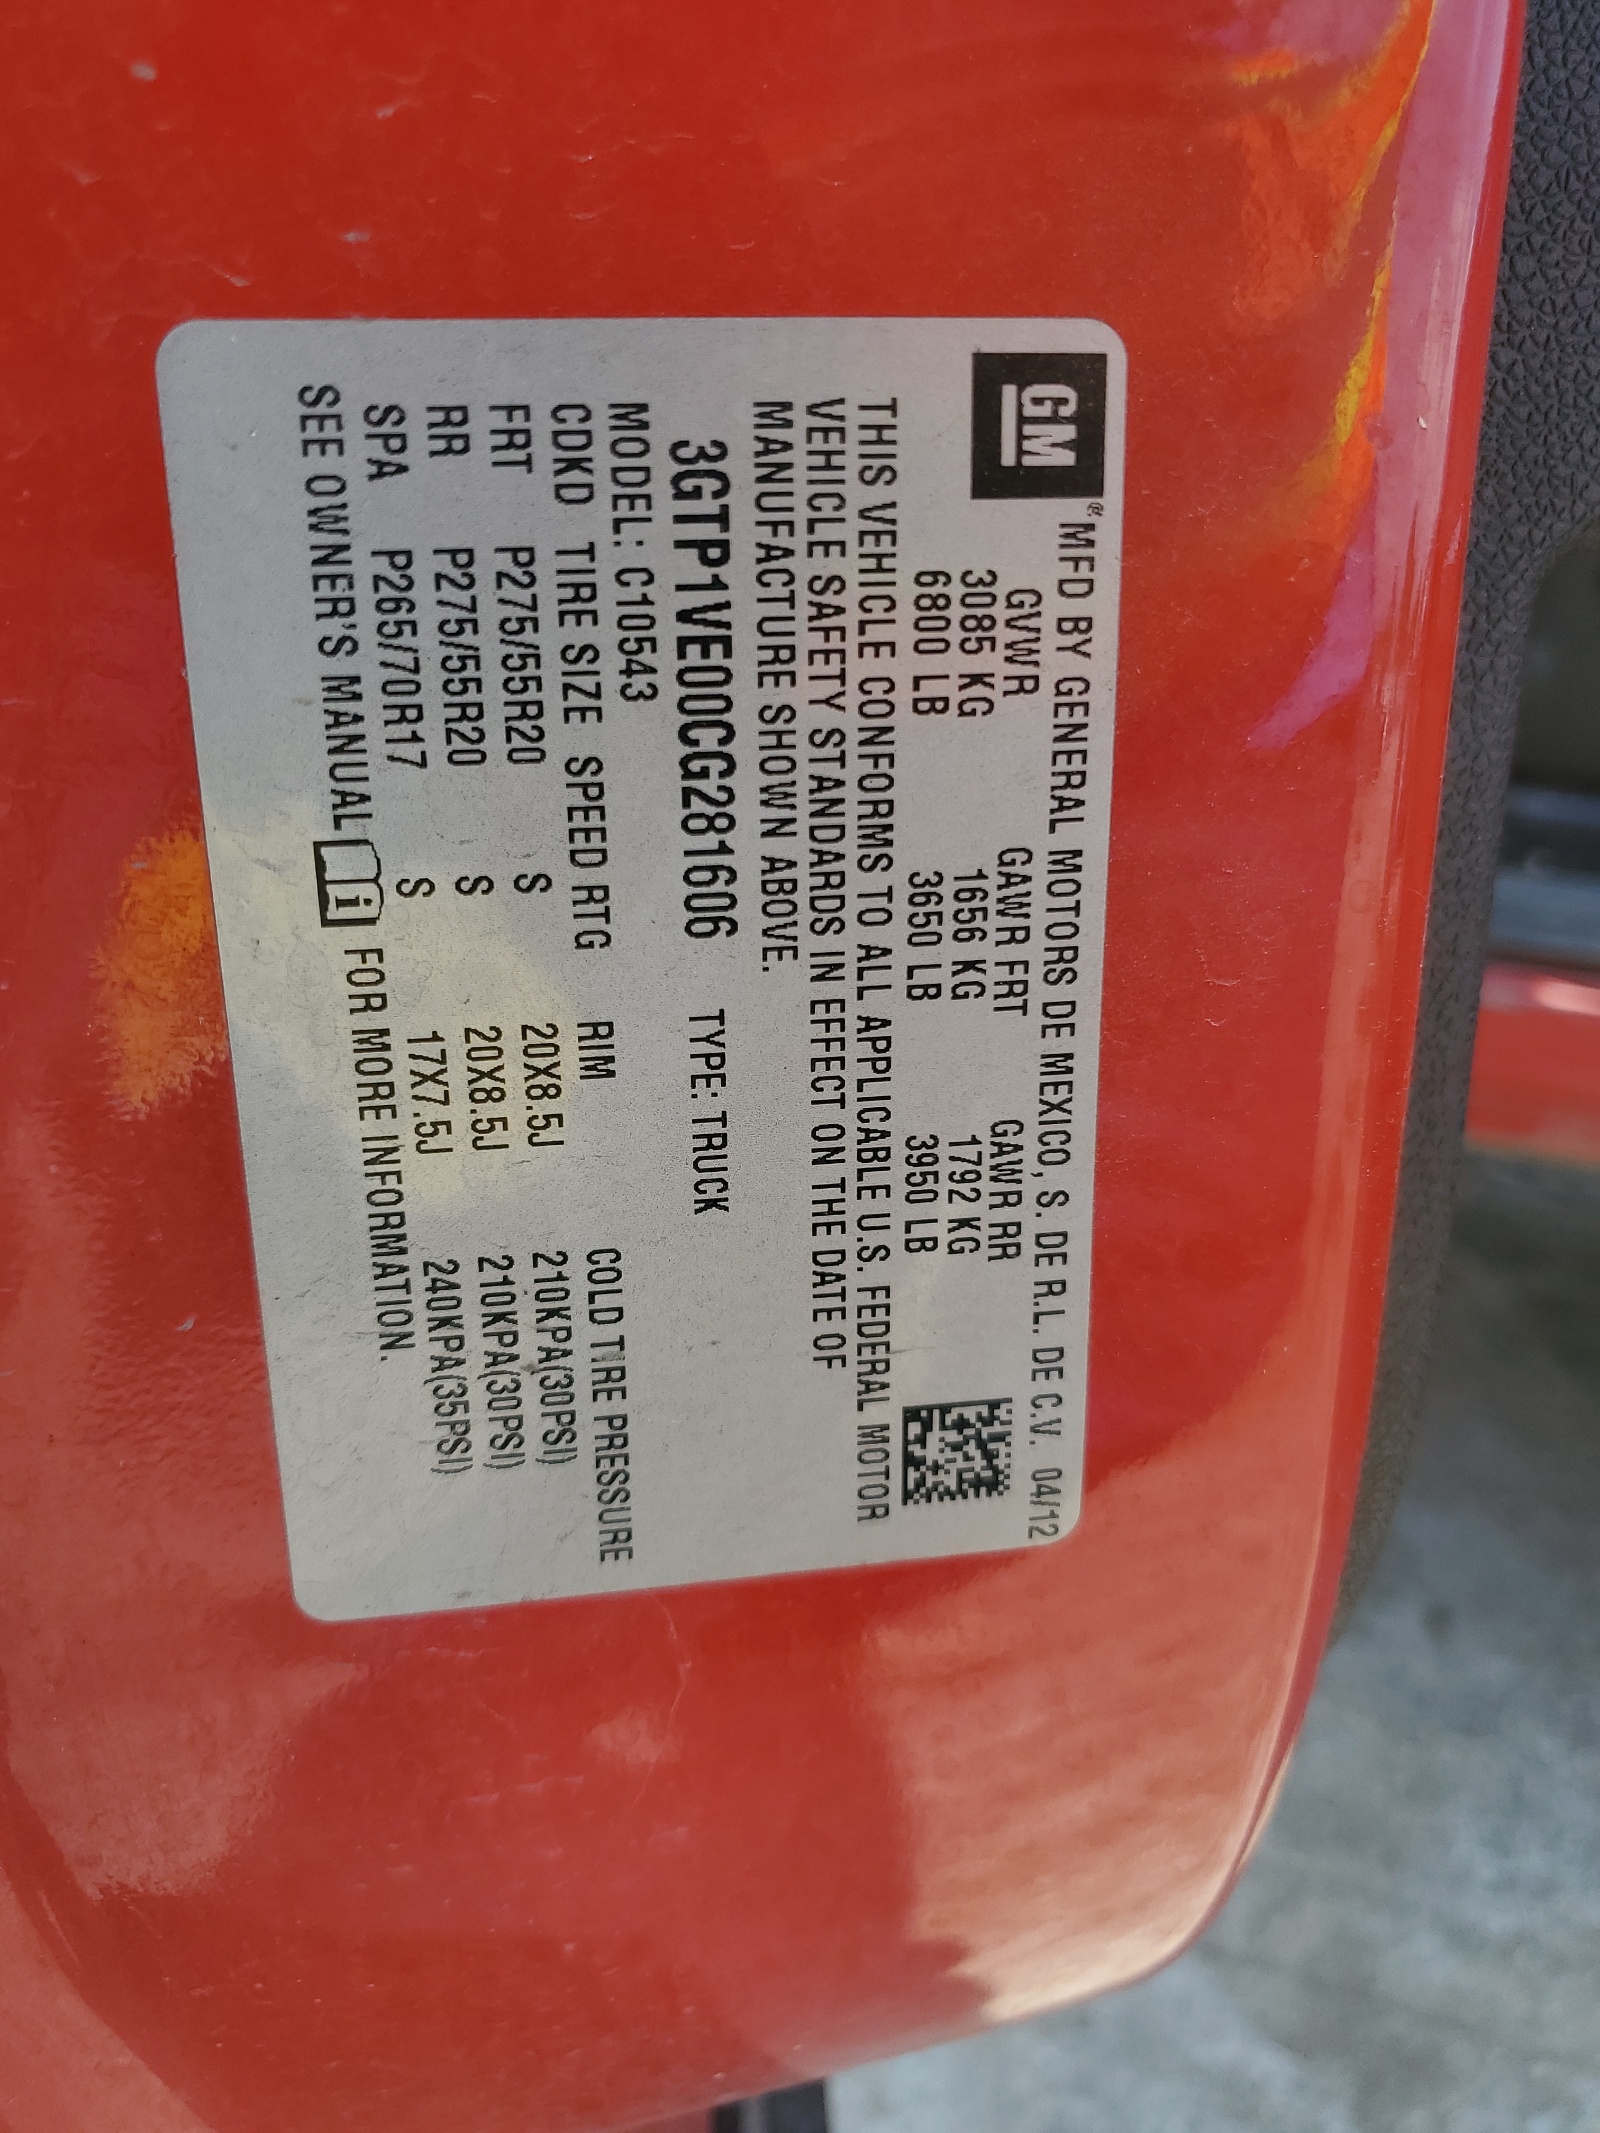 GM ® MFD BY GENERAL MOTORS DE MEXICO, S. DE R.L. DE C.V. 04/12
GVWR GAWR FRT GAWR RR
3085 KG 1656 KG 1792 KG
6800 LB 3650 LB 3950 LB
THIS VEHICLE CONFORMS TO ALL APPLICABLE U.S. FEDERAL MOTOR
VEHICLE SAFETY STANDARDS IN EFFECT ON THE DATE OF
MANUFACTURE SHOWN ABOVE.
3GTP1VE00CG281606 TYPE: TRUCK
MODEL: C10543
CDKD TIRE SIZE SPEED RTG RIM COLD TIRE PRESSURE
FRT P275/55R20 S 20X8.5J 210KPA(30PSI)
RR P275/55R20 S 20X8.5J 210KPA(30PSI)
SPA P265/70R17 S 17X7.5J 240KPA(35PSI)
SEE OWNER'S MANUAL i FOR MORE INFORMATION.